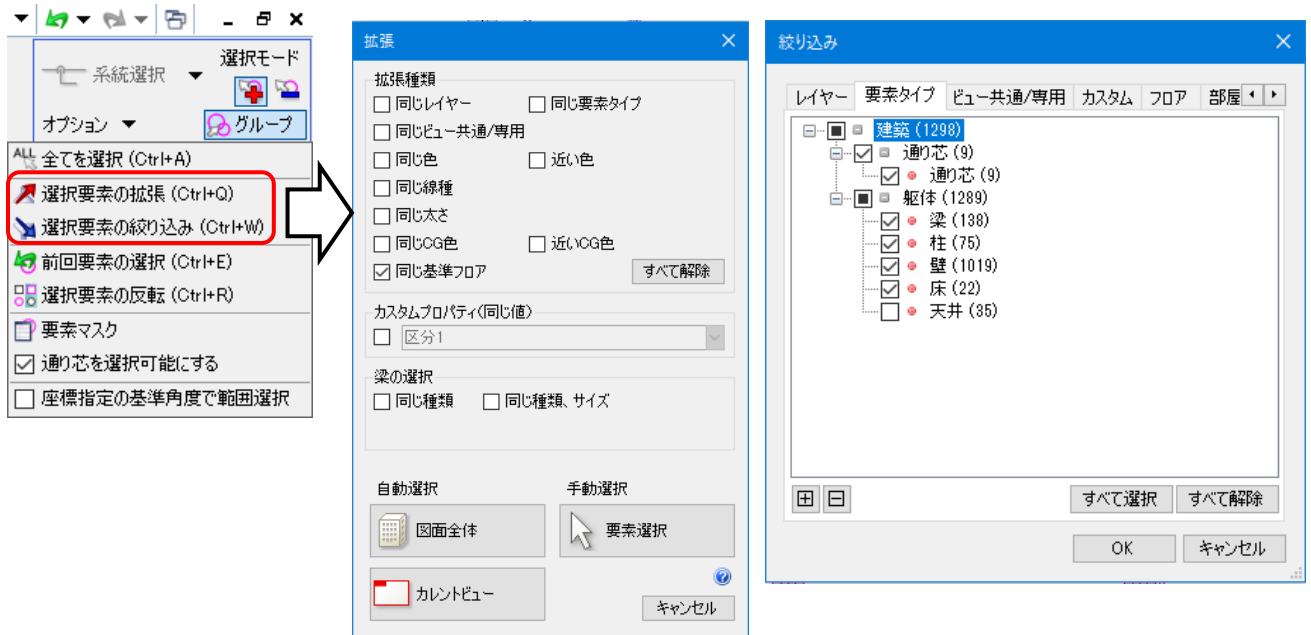 選択モード
系統選択
オプション
グループ
ALL 全てを選択 (Ctrl+A)
選択要素の拡張 (Ctrl+Q)
選択要素の絞り込み (Ctrl+W)
前回要素の選択 (Ctrl+E)
選択要素の反転 (Ctrl+R)
要素マスク
通り芯を選択可能にする
座標指定の基準角度で範囲選択
拡張
拡張種類
同じレイヤー 同じ要素タイプ
同じビュー共通/専用
同じ色 近い色
同じ線種
同じ太さ
同じCG色 近いCG色
同じ基準フロア すべて解除
カスタムプロパティ(同じ値)
区分1
梁の選択
同じ種類 同じ種類、サイズ
自動選択 手動選択
図面全体 要素選択
カレントビュー
キャンセル
絞り込み
レイヤー 要素タイプ ビュー共通/専用 カスタム フロア 部屋
建築 (1298)
通り芯 (9)
通り芯 (9)
躯体 (1289)
梁 (138)
柱 (75)
壁 (1019)
床 (22)
天井 (35)
すべて選択 すべて解除
OK キャンセル